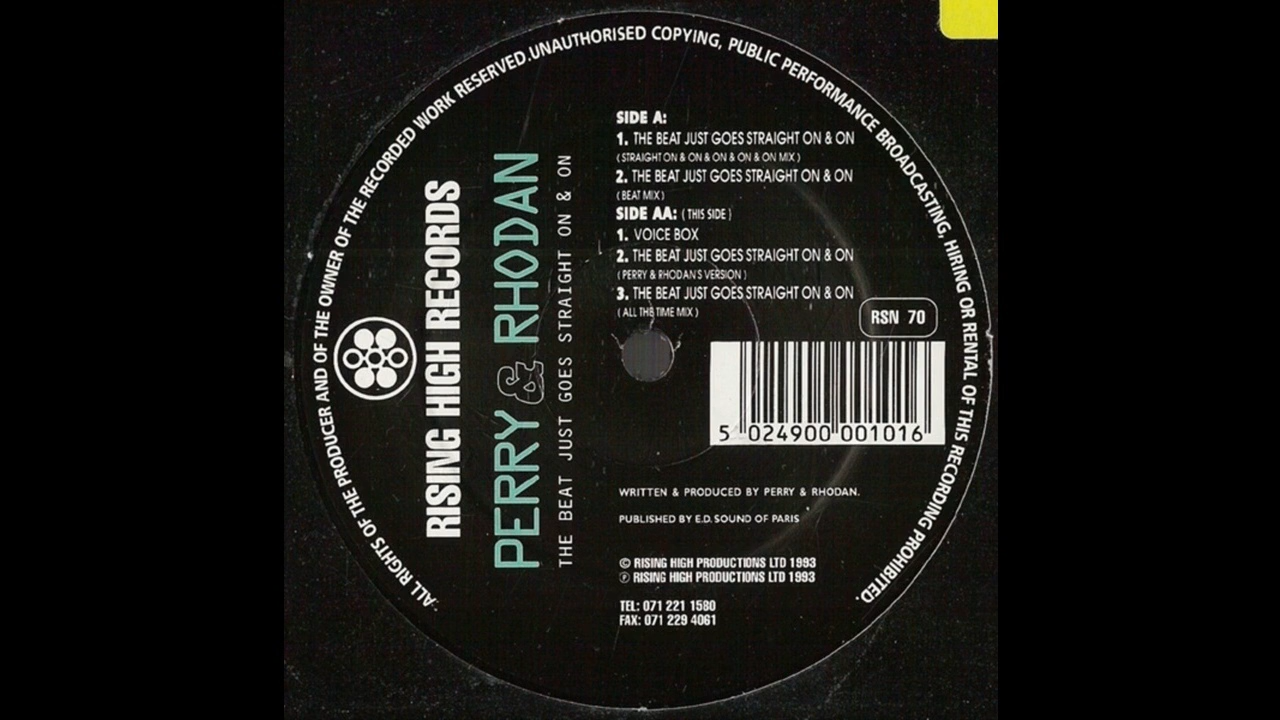 ALL RIGHTS OF THE PRODUCER AND OF THE OWNER OF THE RECORDED WORK RESERVED. UNAUTHORISED COPYING, PUBLIC PERFORMANCE BROADCASTING, HIRING OR RENTAL OF THIS RECORDING PROHIBITED.
RISING HIGH RECORDS
PERRY & RHODAN
THE BEAT JUST GOES STRAIGHT ON & ON
SIDE A:
1. THE BEAT JUST GOES STRAIGHT ON & ON
( STRAIGHT ON & ON & ON & ON & ON MIX )
2. THE BEAT JUST GOES STRAIGHT ON & ON
( BEAT MIX )
SIDE AA: ( THIS SIDE )
1. VOICE BOX
2. THE BEAT JUST GOES STRAIGHT ON & ON
( PERRY & RHODAN'S VERSION )
3. THE BEAT JUST GOES STRAIGHT ON & ON
( ALL THE TIME MIX )
RSN 70
5 024900 001016
WRITTEN & PRODUCED BY PERRY & RHODAN.
PUBLISHED BY E.D. SOUND OF PARIS
© RISING HIGH PRODUCTIONS LTD 1993
℗ RISING HIGH PRODUCTIONS LTD 1993
TEL: 071 221 1580
FAX: 071 229 4061